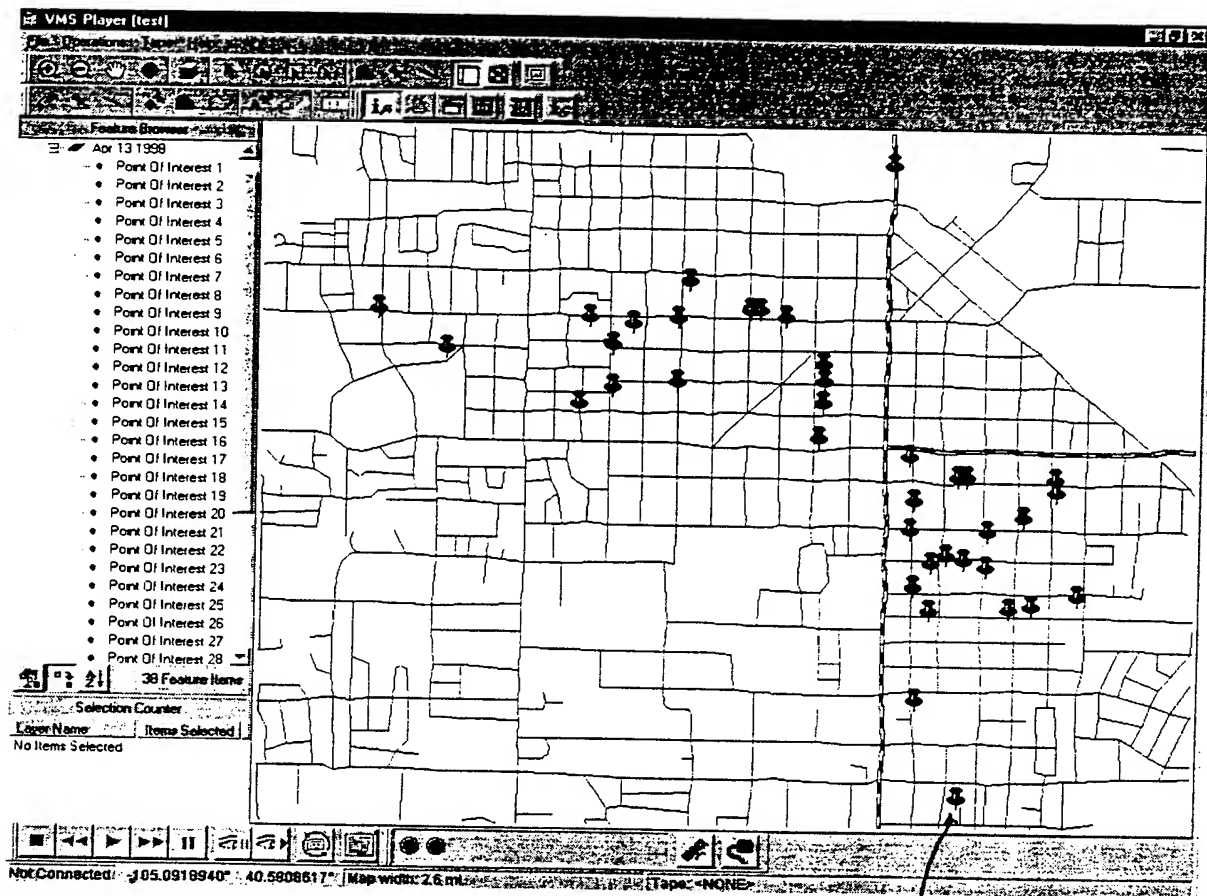 VMS Player [test]
File Operations Tape Help
Feature Browser
Apr 13 1998
Point Of Interest 1
Point Of Interest 2
Point Of Interest 3
Point Of Interest 4
Point Of Interest 5
Point Of Interest 6
Point Of Interest 7
Point Of Interest 8
Point Of Interest 9
Point Of Interest 10
Point Of Interest 11
Point Of Interest 12
Point Of Interest 13
Point Of Interest 14
Point Of Interest 15
Point Of Interest 16
Point Of Interest 17
Point Of Interest 18
Point Of Interest 19
Point Of Interest 20
Point Of Interest 21
Point Of Interest 22
Point Of Interest 23
Point Of Interest 24
Point Of Interest 25
Point Of Interest 26
Point Of Interest 27
Point Of Interest 28
38 Feature Items
Selection Counter
Layer Name Items Selected
No Items Selected
Not Connected -105.0918940° 40.5808617° Map width: 2.6 mi. Tape: <NONE>